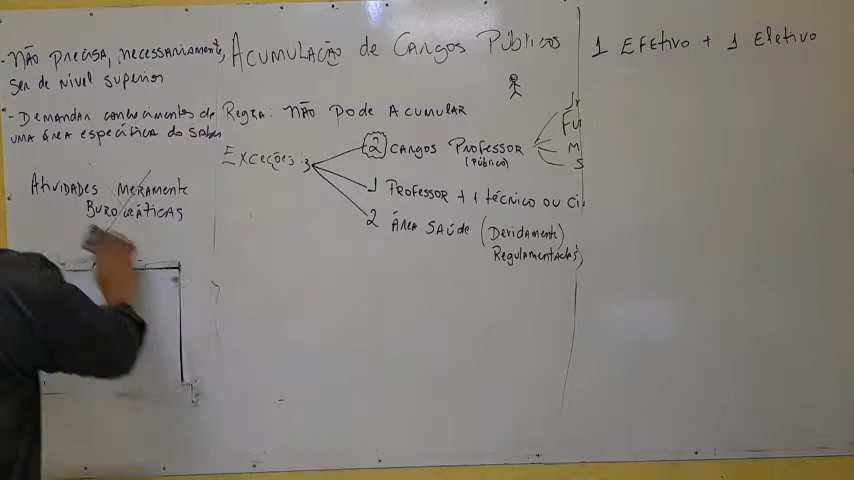 - Não precisa, necessariamente,
ser de nível superior
- Demandam conhecimentos de
uma área específica do saber
Atividades meramente
burocráticas
Acumulação de Cargos Públicos
Regra: Não pode acumular
Exceções: 3
2 cargos professor
(público)
Fu
M
S
1 professor + 1 técnico ou ci
2 área saúde (Devidamente
Regulamentadas)
1 Efetivo + 1 Eletivo